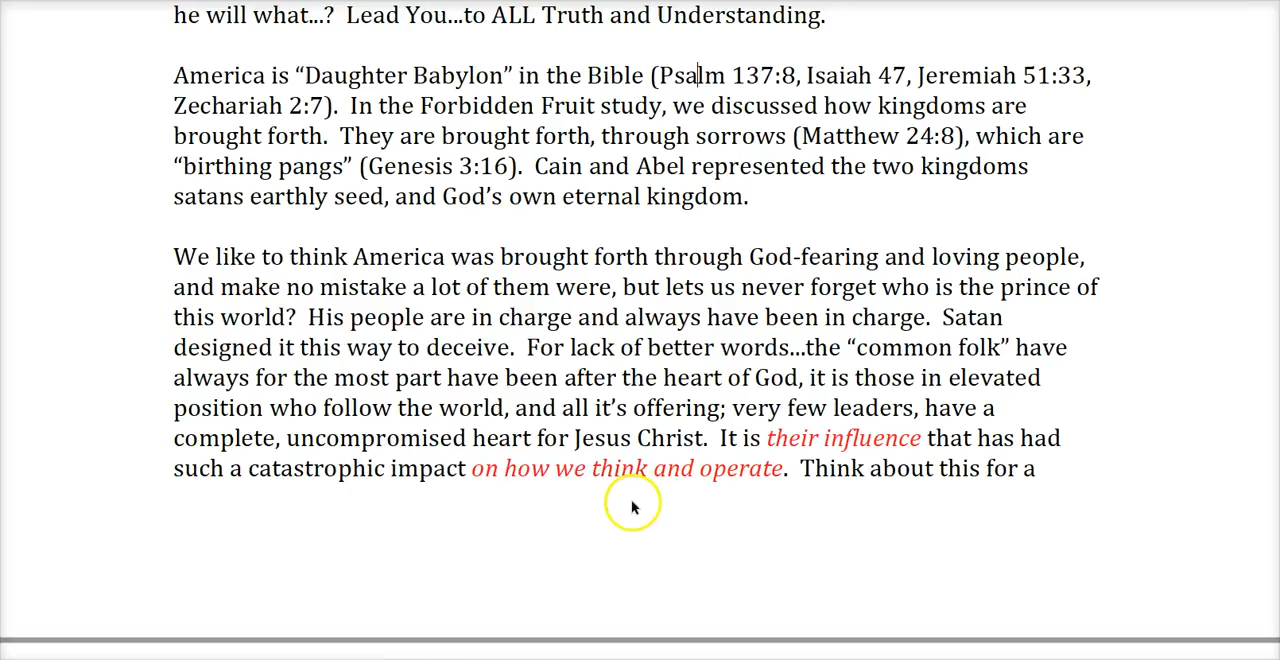 he will what...?  Lead You...to ALL Truth and Understanding.
America is “Daughter Babylon” in the Bible (Psalm 137:8, Isaiah 47, Jeremiah 51:33,
Zechariah 2:7).  In the Forbidden Fruit study, we discussed how kingdoms are
brought forth.  They are brought forth, through sorrows (Matthew 24:8), which are
“birthing pangs” (Genesis 3:16).  Cain and Abel represented the two kingdoms
satans earthly seed, and God’s own eternal kingdom.
We like to think America was brought forth through God-fearing and loving people,
and make no mistake a lot of them were, but lets us never forget who is the prince of
this world?  His people are in charge and always have been in charge.  Satan
designed it this way to deceive.  For lack of better words...the “common folk” have
always for the most part have been after the heart of God, it is those in elevated
position who follow the world, and all it’s offering; very few leaders, have a
complete, uncompromised heart for Jesus Christ.  It is their influence that has had
such a catastrophic impact on how we think and operate.  Think about this for a